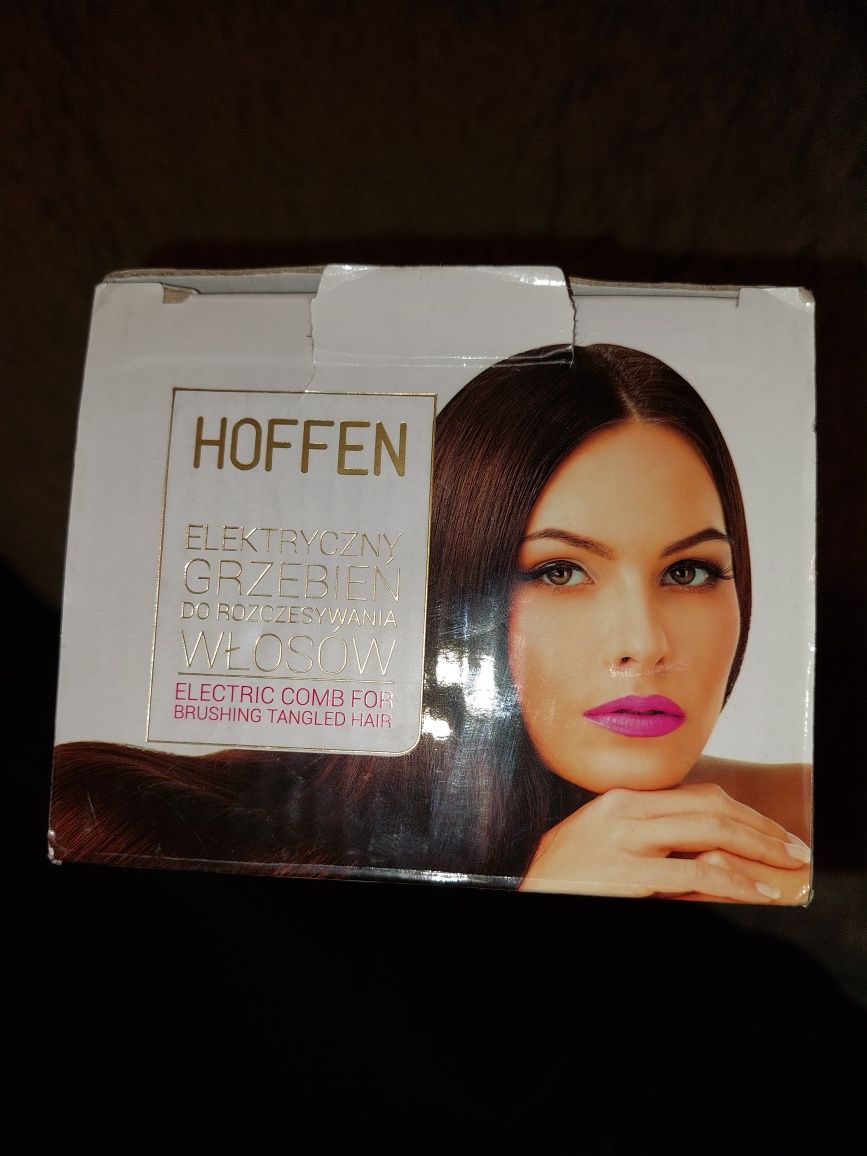 HOFFEN
ELEKTRYCZNY
GRZEBIEŃ
DO ROZCZESYWANIA
WŁOSÓW
ELECTRIC COMB FOR
BRUSHING TANGLED HAIR